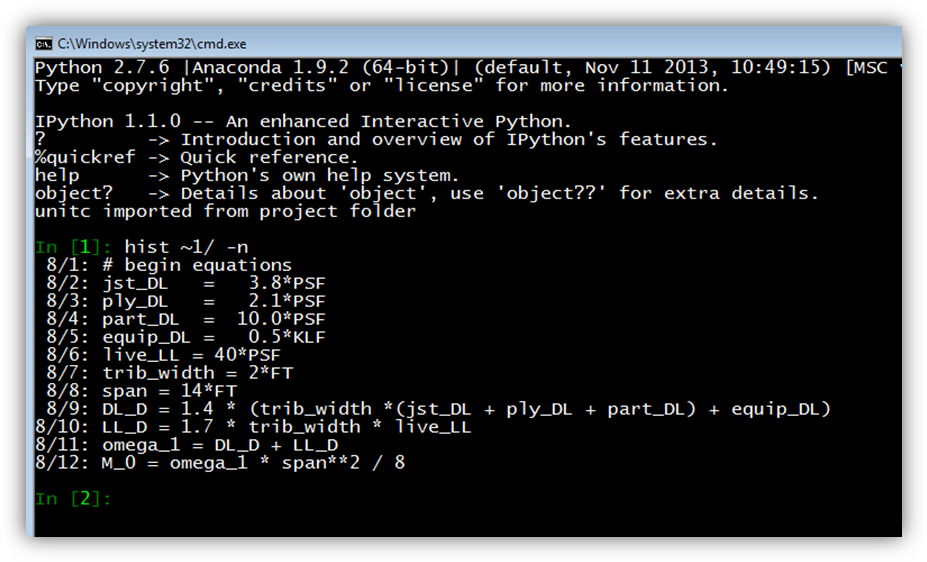 C:\Windows\system32\cmd.exe
Python 2.7.6 |Anaconda 1.9.2 (64-bit)| (default, Nov 11 2013, 10:49:15) [MSC
Type "copyright", "credits" or "license" for more information.
IPython 1.1.0 -- An enhanced Interactive Python.
?         -> Introduction and overview of IPython's features.
%quickref -> Quick reference.
help      -> Python's own help system.
object?   -> Details about 'object', use 'object??' for extra details.
unitc imported from project folder
In [1]: hist ~1/ -n
 8/1: # begin equations
 8/2: jst_DL   =   3.8*PSF
 8/3: ply_DL   =   2.1*PSF
 8/4: part_DL  =  10.0*PSF
 8/5: equip_DL =   0.5*KLF
 8/6: live_LL = 40*PSF
 8/7: trib_width = 2*FT
 8/8: span = 14*FT
 8/9: DL_D = 1.4 * (trib_width *(jst_DL + ply_DL + part_DL) + equip_DL)
8/10: LL_D = 1.7 * trib_width * live_LL
8/11: omega_1 = DL_D + LL_D
8/12: M_0 = omega_1 * span**2 / 8
In [2]: